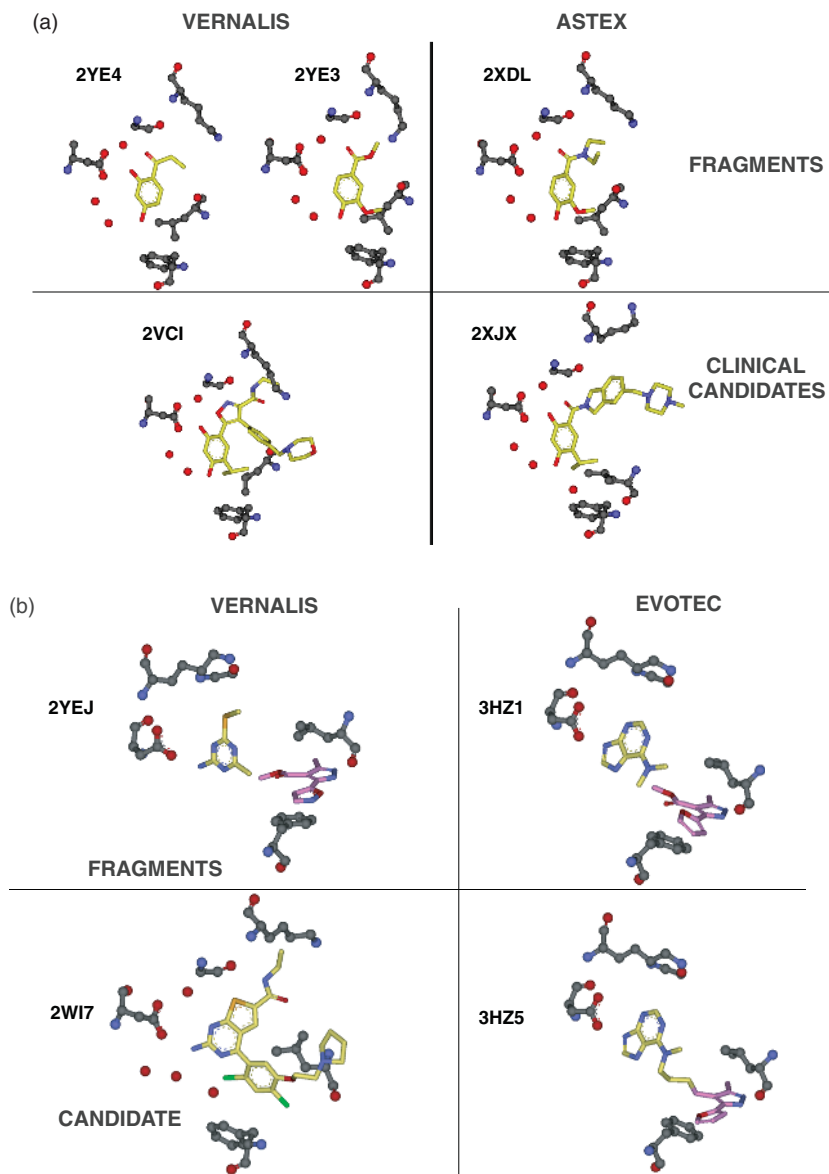 (a)
VERNALIS
ASTEX
2YE4
2YE3
2XDL
FRAGMENTS
2VCI
2XJX
CLINICAL
CANDIDATES
(b)
VERNALIS
EVOTEC
2YEJ
3HZ1
FRAGMENTS
2WI7
3HZ5
CANDIDATE